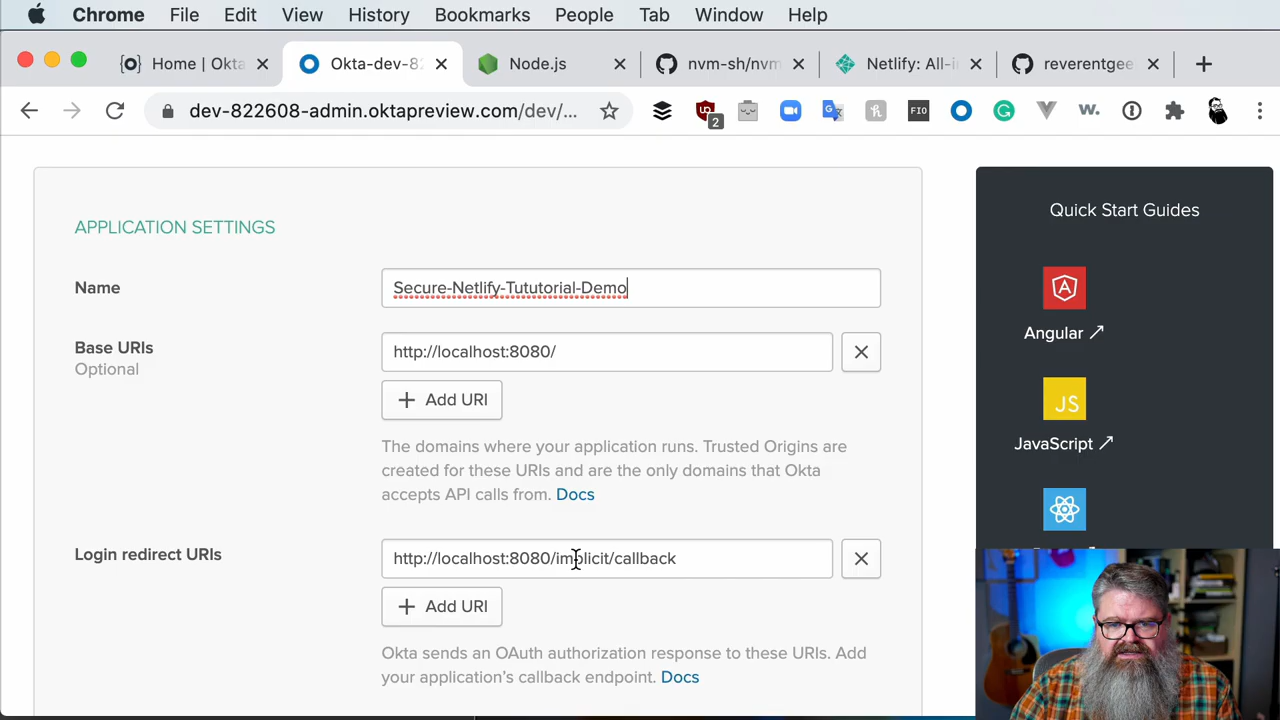 Chrome File Edit View History Bookmarks People Tab Window Help
Home | Okta Okta-dev-82 Node.js nvm-sh/nvm Netlify: All-in reverentgee
dev-822608-admin.oktapreview.com/dev/... 2 FIO w.
APPLICATION SETTINGS
Name
Secure-Netlify-Tututorial-Demo
Base URIs
Optional
http://localhost:8080/
Add URI
The domains where your application runs. Trusted Origins are
created for these URIs and are the only domains that Okta
accepts API calls from. Docs
Login redirect URIs
http://localhost:8080/implicit/callback
Add URI
Okta sends an OAuth authorization response to these URIs. Add
your application's callback endpoint. Docs
Quick Start Guides
Angular
JS
JavaScript